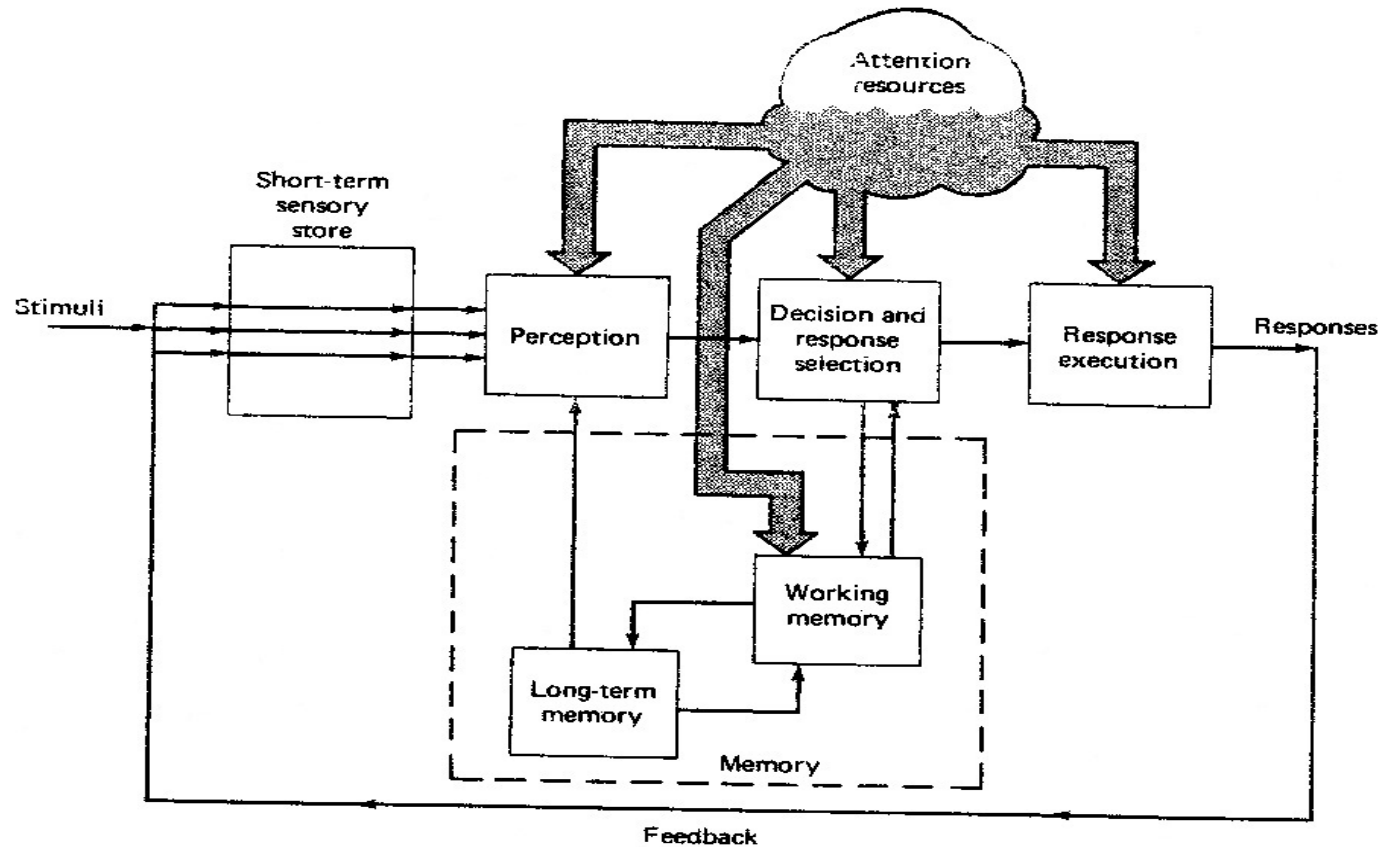 Attention
resources
Short-term
sensory
store
Stimuli
Perception
Decision and
response
selection
Response
execution
Responses
Working
memory
Long-term
memory
Memory
Feedback